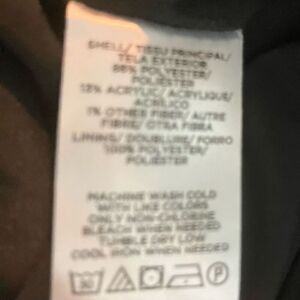 SHELL/ TISSU PRINCIPAL/
TELA EXTERIOR
86% POLYESTER/
POLIESTER
13% ACRYLIC/ ACRYLIQUE/
ACRILICO
1% OTHER FIBER/ AUTRE
FIBRE/ OTRA FIBRA
LINING/ DOUBLURE/ FORRO
100% POLYESTER/
POLIESTER
MACHINE WASH COLD
WITH LIKE COLORS
ONLY NON-CHLORINE
BLEACH WHEN NEEDED
TUMBLE DRY LOW
COOL IRON WHEN NEEDED
P